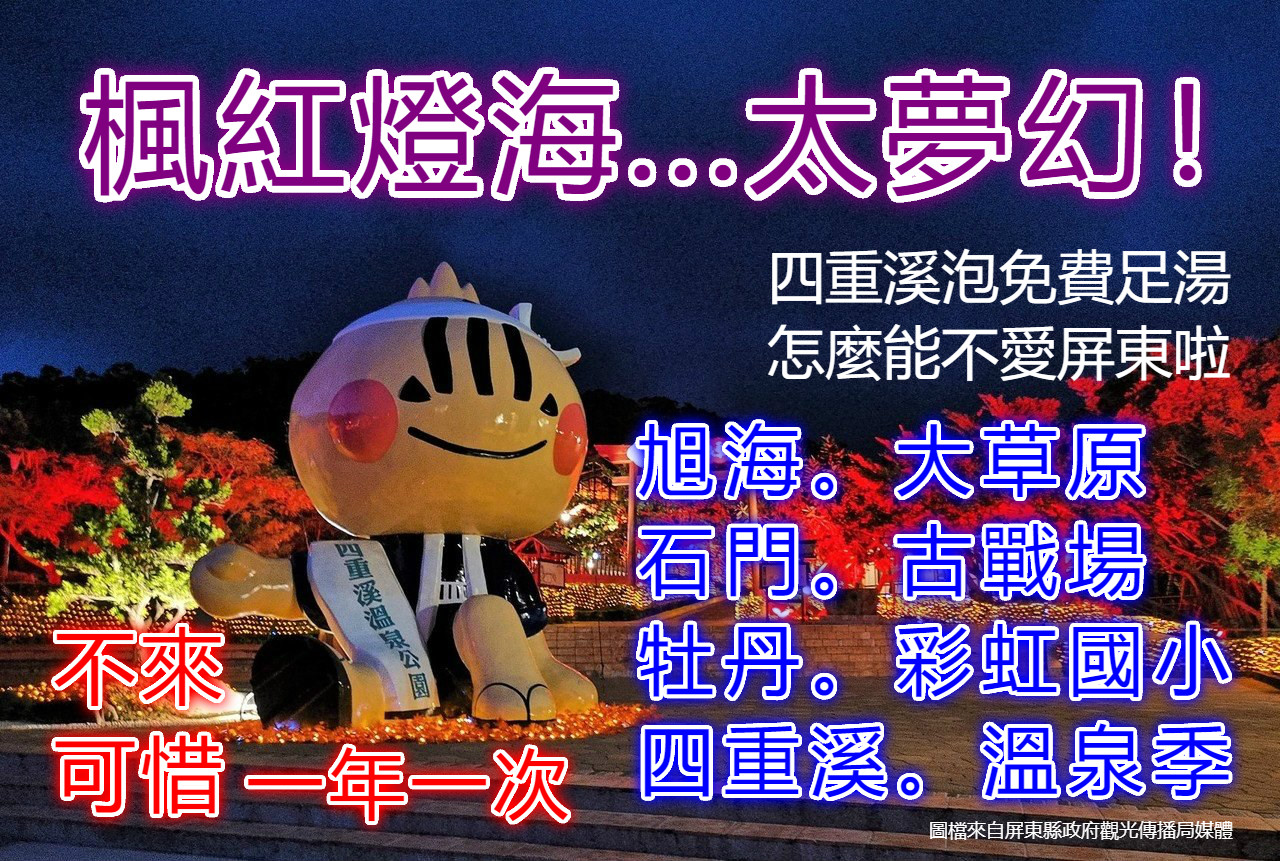 楓紅燈海...太夢幻!
四重溪泡免費足湯
怎麼能不愛屏東啦
旭海。大草原
石門。古戰場
牡丹。彩虹國小
四重溪。溫泉季
四重溪溫泉公園
不來
可惜 一年一次
圖檔來自屏東縣政府觀光傳播局媒體